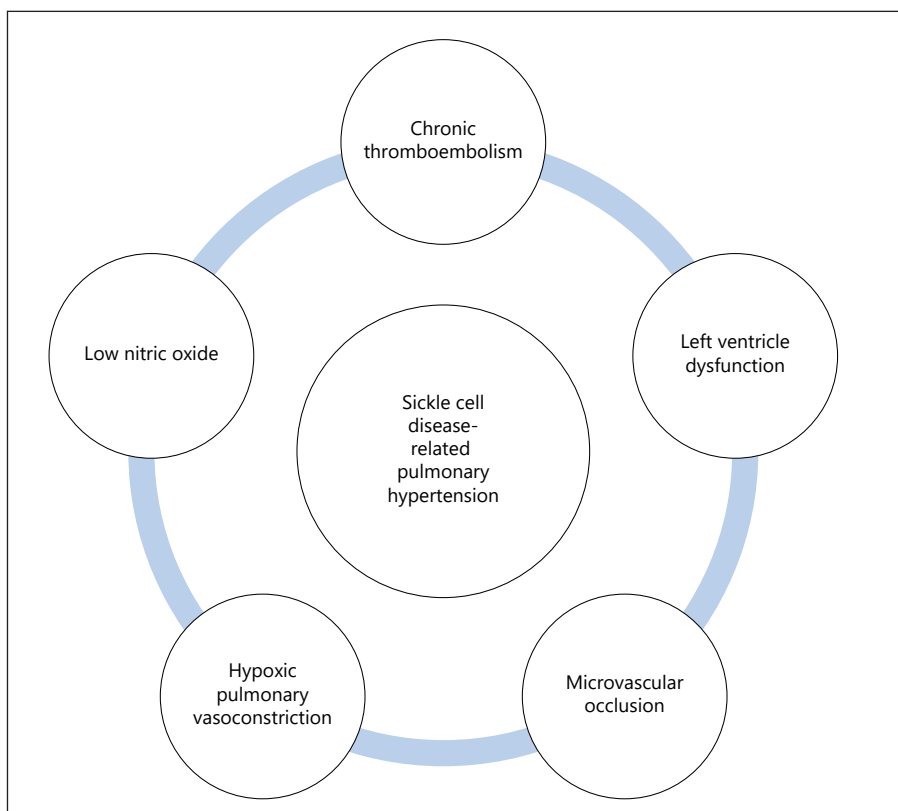 Chronic
thromboembolism
Low nitric oxide
Left ventricle
dysfunction
Sickle cell
disease-
related
pulmonary
hypertension
Hypoxic
pulmonary
vasoconstriction
Microvascular
occlusion